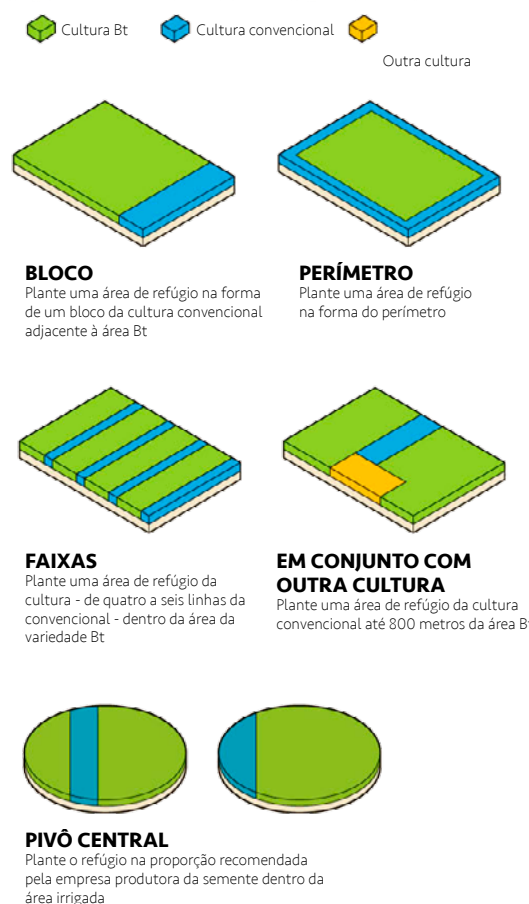 Cultura Bt
Cultura convencional
Outra cultura
BLOCO
Plante uma área de refúgio na forma
de um bloco da cultura convencional
adjacente à área Bt
PERÍMETRO
Plante uma área de refúgio
na forma do perímetro
FAIXAS
Plante uma área de refúgio da
cultura - de quatro a seis linhas da
convencional - dentro da área da
variedade Bt
EM CONJUNTO COM
OUTRA CULTURA
Plante uma área de refúgio da cultura
convencional até 800 metros da área B
PIVÔ CENTRAL
Plante o refúgio na proporção recomendada
pela empresa produtora da semente dentro da
área irrigada